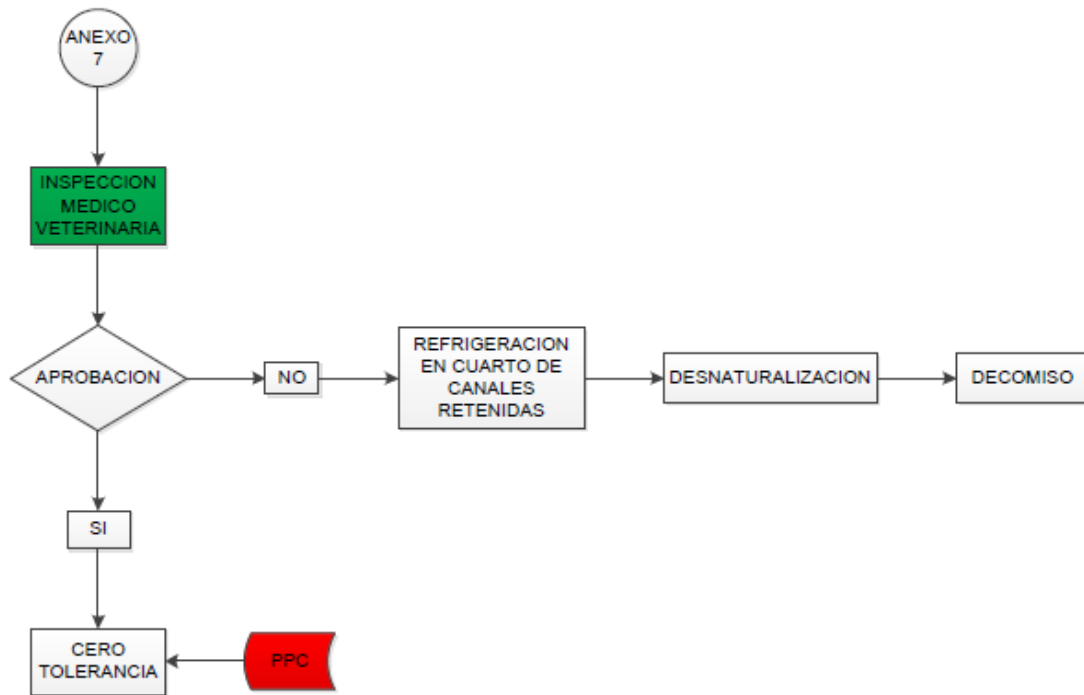 ANEXO
7
INSPECCION
MEDICO
VETERINARIA
APROBACION
NO
REFRIGERACION
EN CUARTO DE
CANALES
RETENIDAS
DESNATURALIZACION
DECOMISO
SI
CERO
TOLERANCIA
PPC